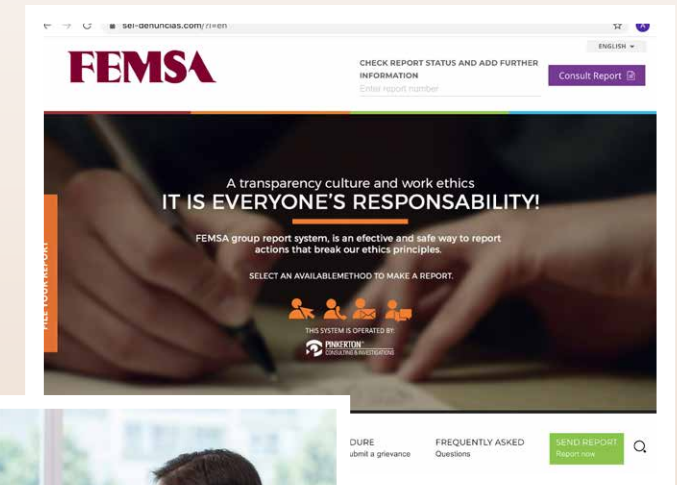 sei-denuncias.com/?l=en
ENGLISH
FEMSA
CHECK REPORT STATUS AND ADD FURTHER
INFORMATION
Enter report number
Consult Report
A transparency culture and work ethics
IT IS EVERYONE'S RESPONSABILITY!
FEMSA group report system, is an efective and safe way to report
actions that break our ethics principles.
SELECT AN AVAILABLEMETHOD TO MAKE A REPORT.
FILE YOUR REPORT
THIS SYSTEM IS OPERATED BY:
PINKERTON
CONSULTING & INVESTIGATIONS
DURE
ubmit a grievance
FREQUENTLY ASKED
Questions
SEND REPORT
Report now